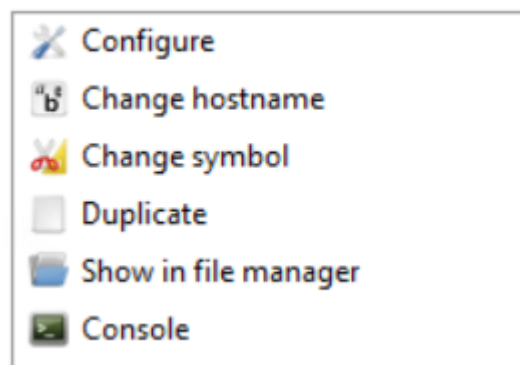 Configure
Change hostname
Change symbol
Duplicate
Show in file manager
Console